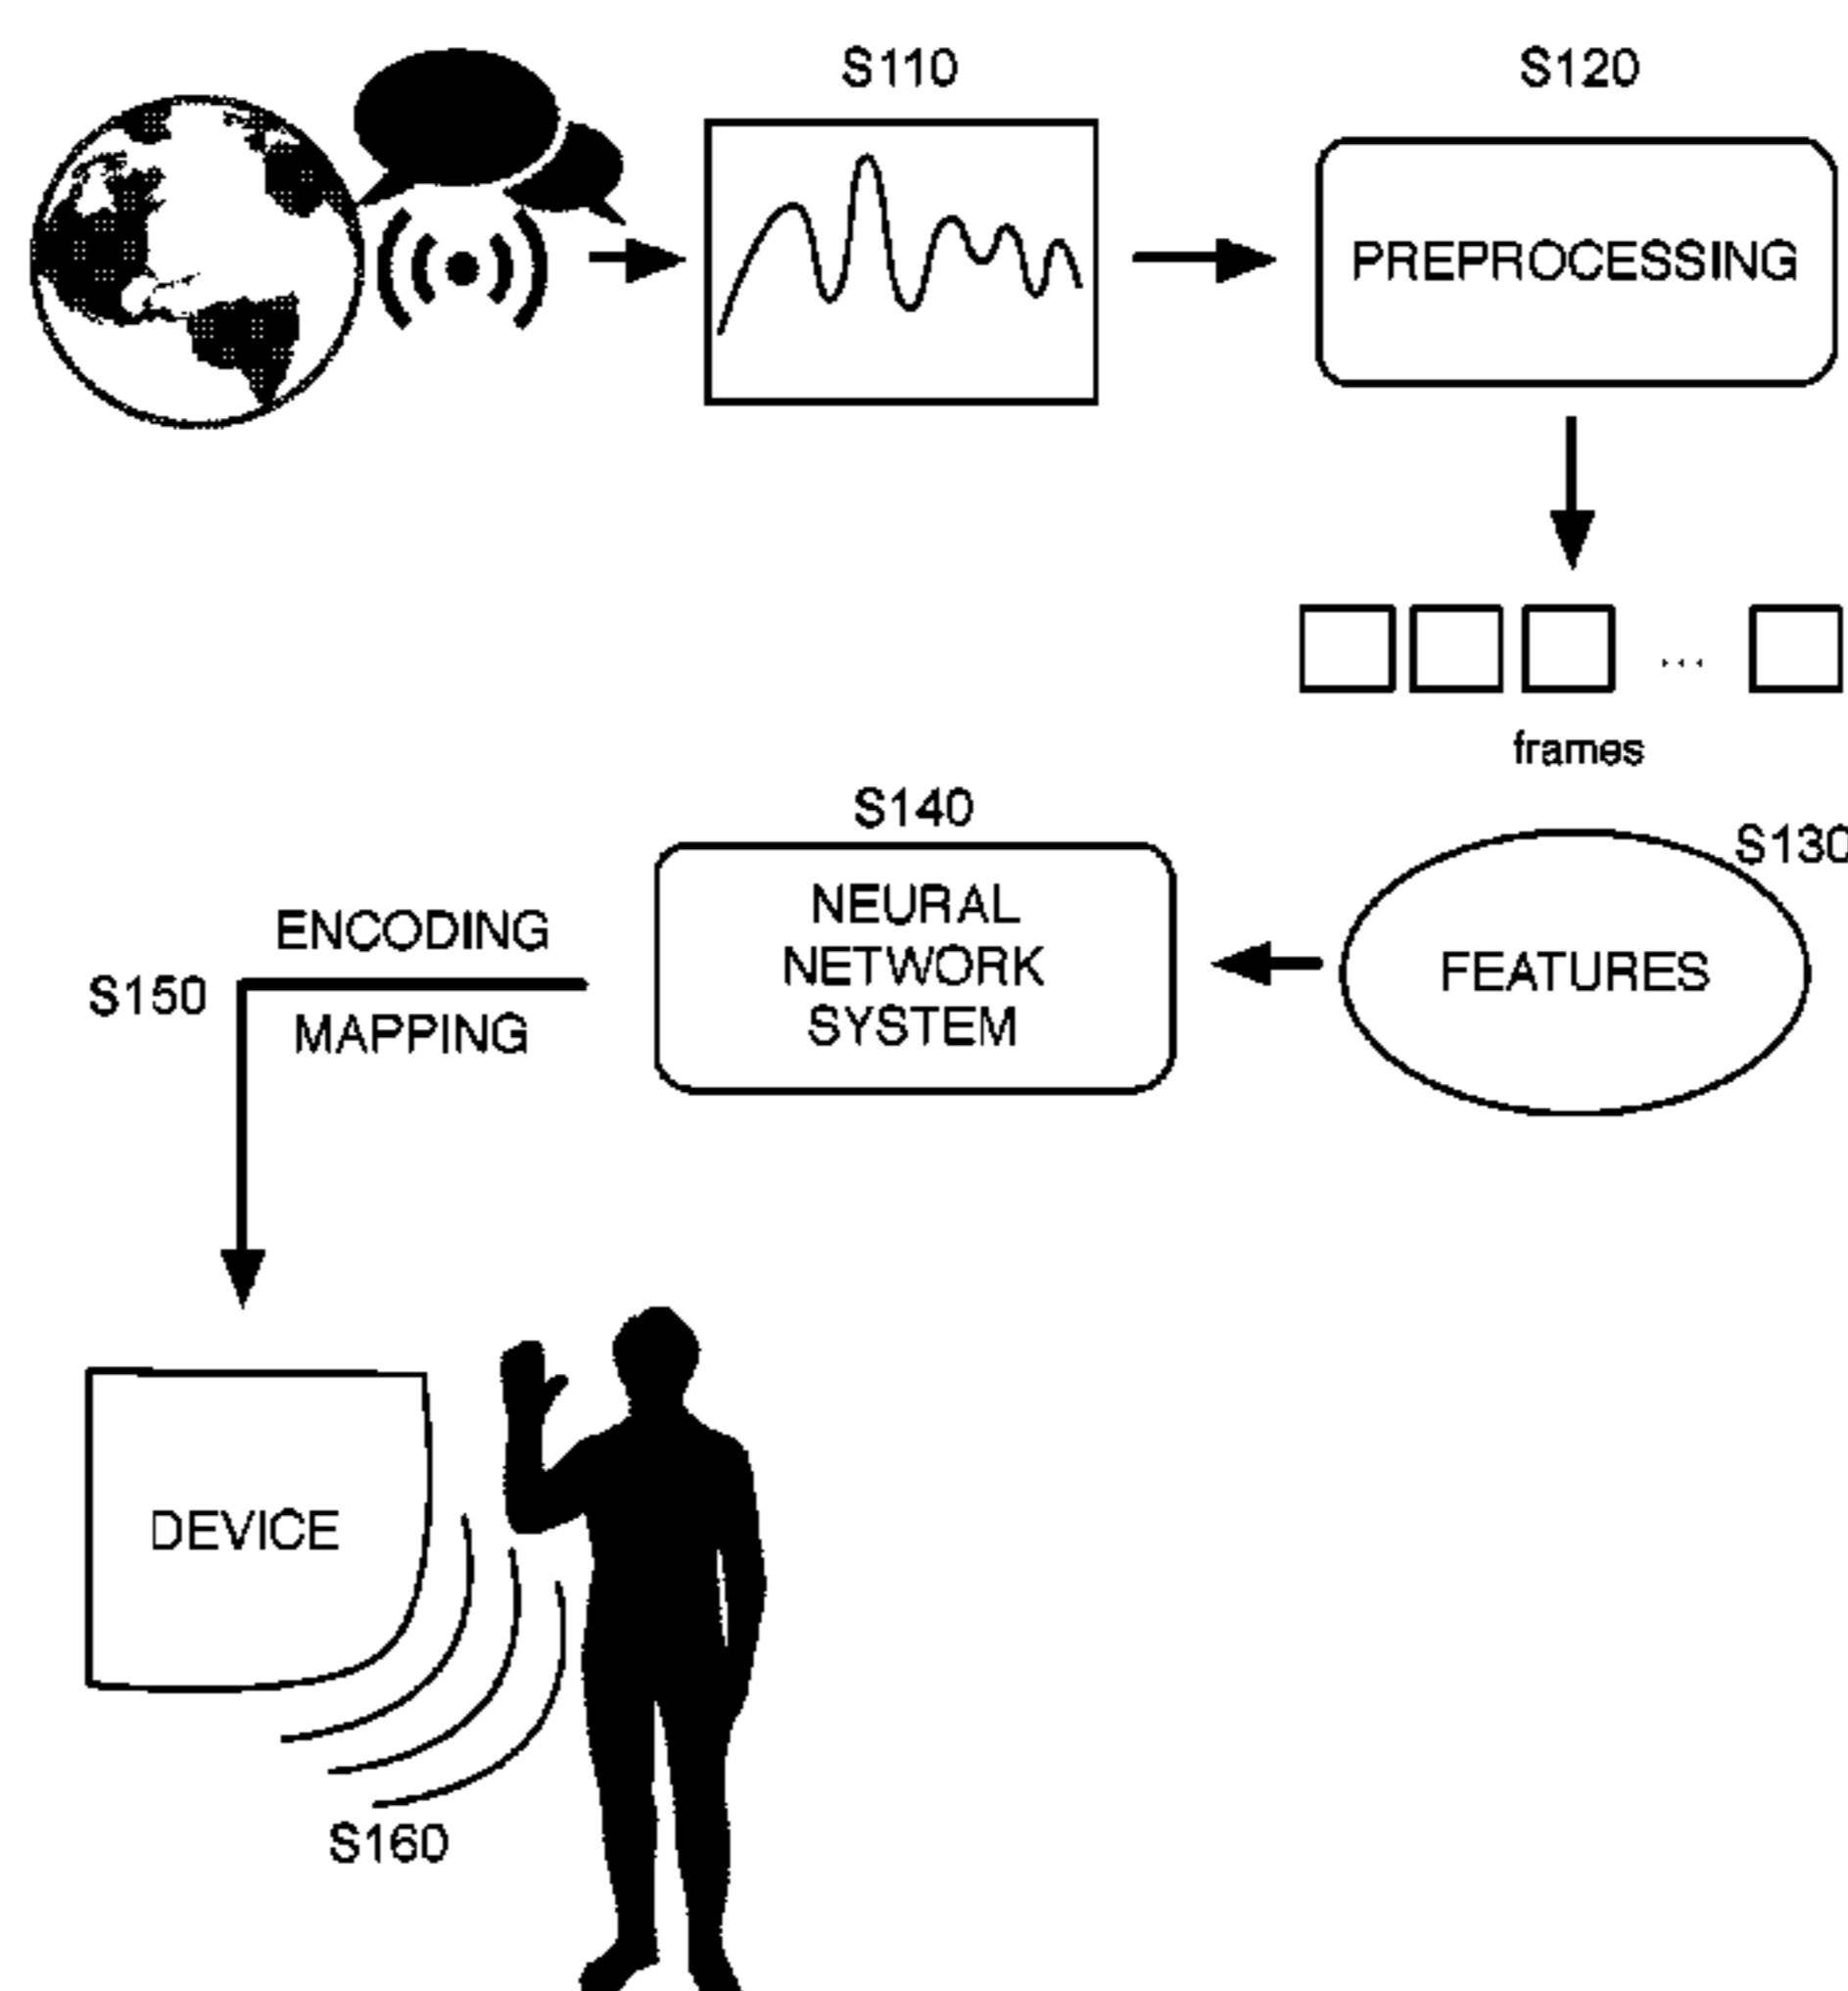 S110
S120
PREPROCESSING
...
frames
S130
FEATURES
S140
NEURAL
NETWORK
SYSTEM
ENCODING
S150
MAPPING
DEVICE
S160